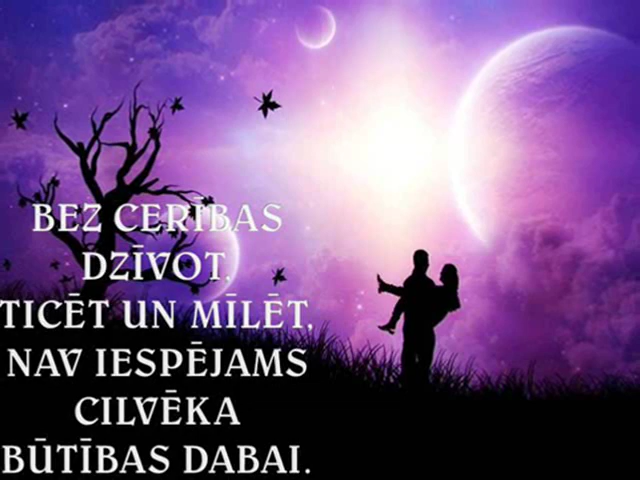 BEZ CERĪBAS
DZĪVOT,
TICĒT UN MĪLĒT,
NAV IESPĒJAMS
CILVĒKA
BŪTĪBAS DABAI.